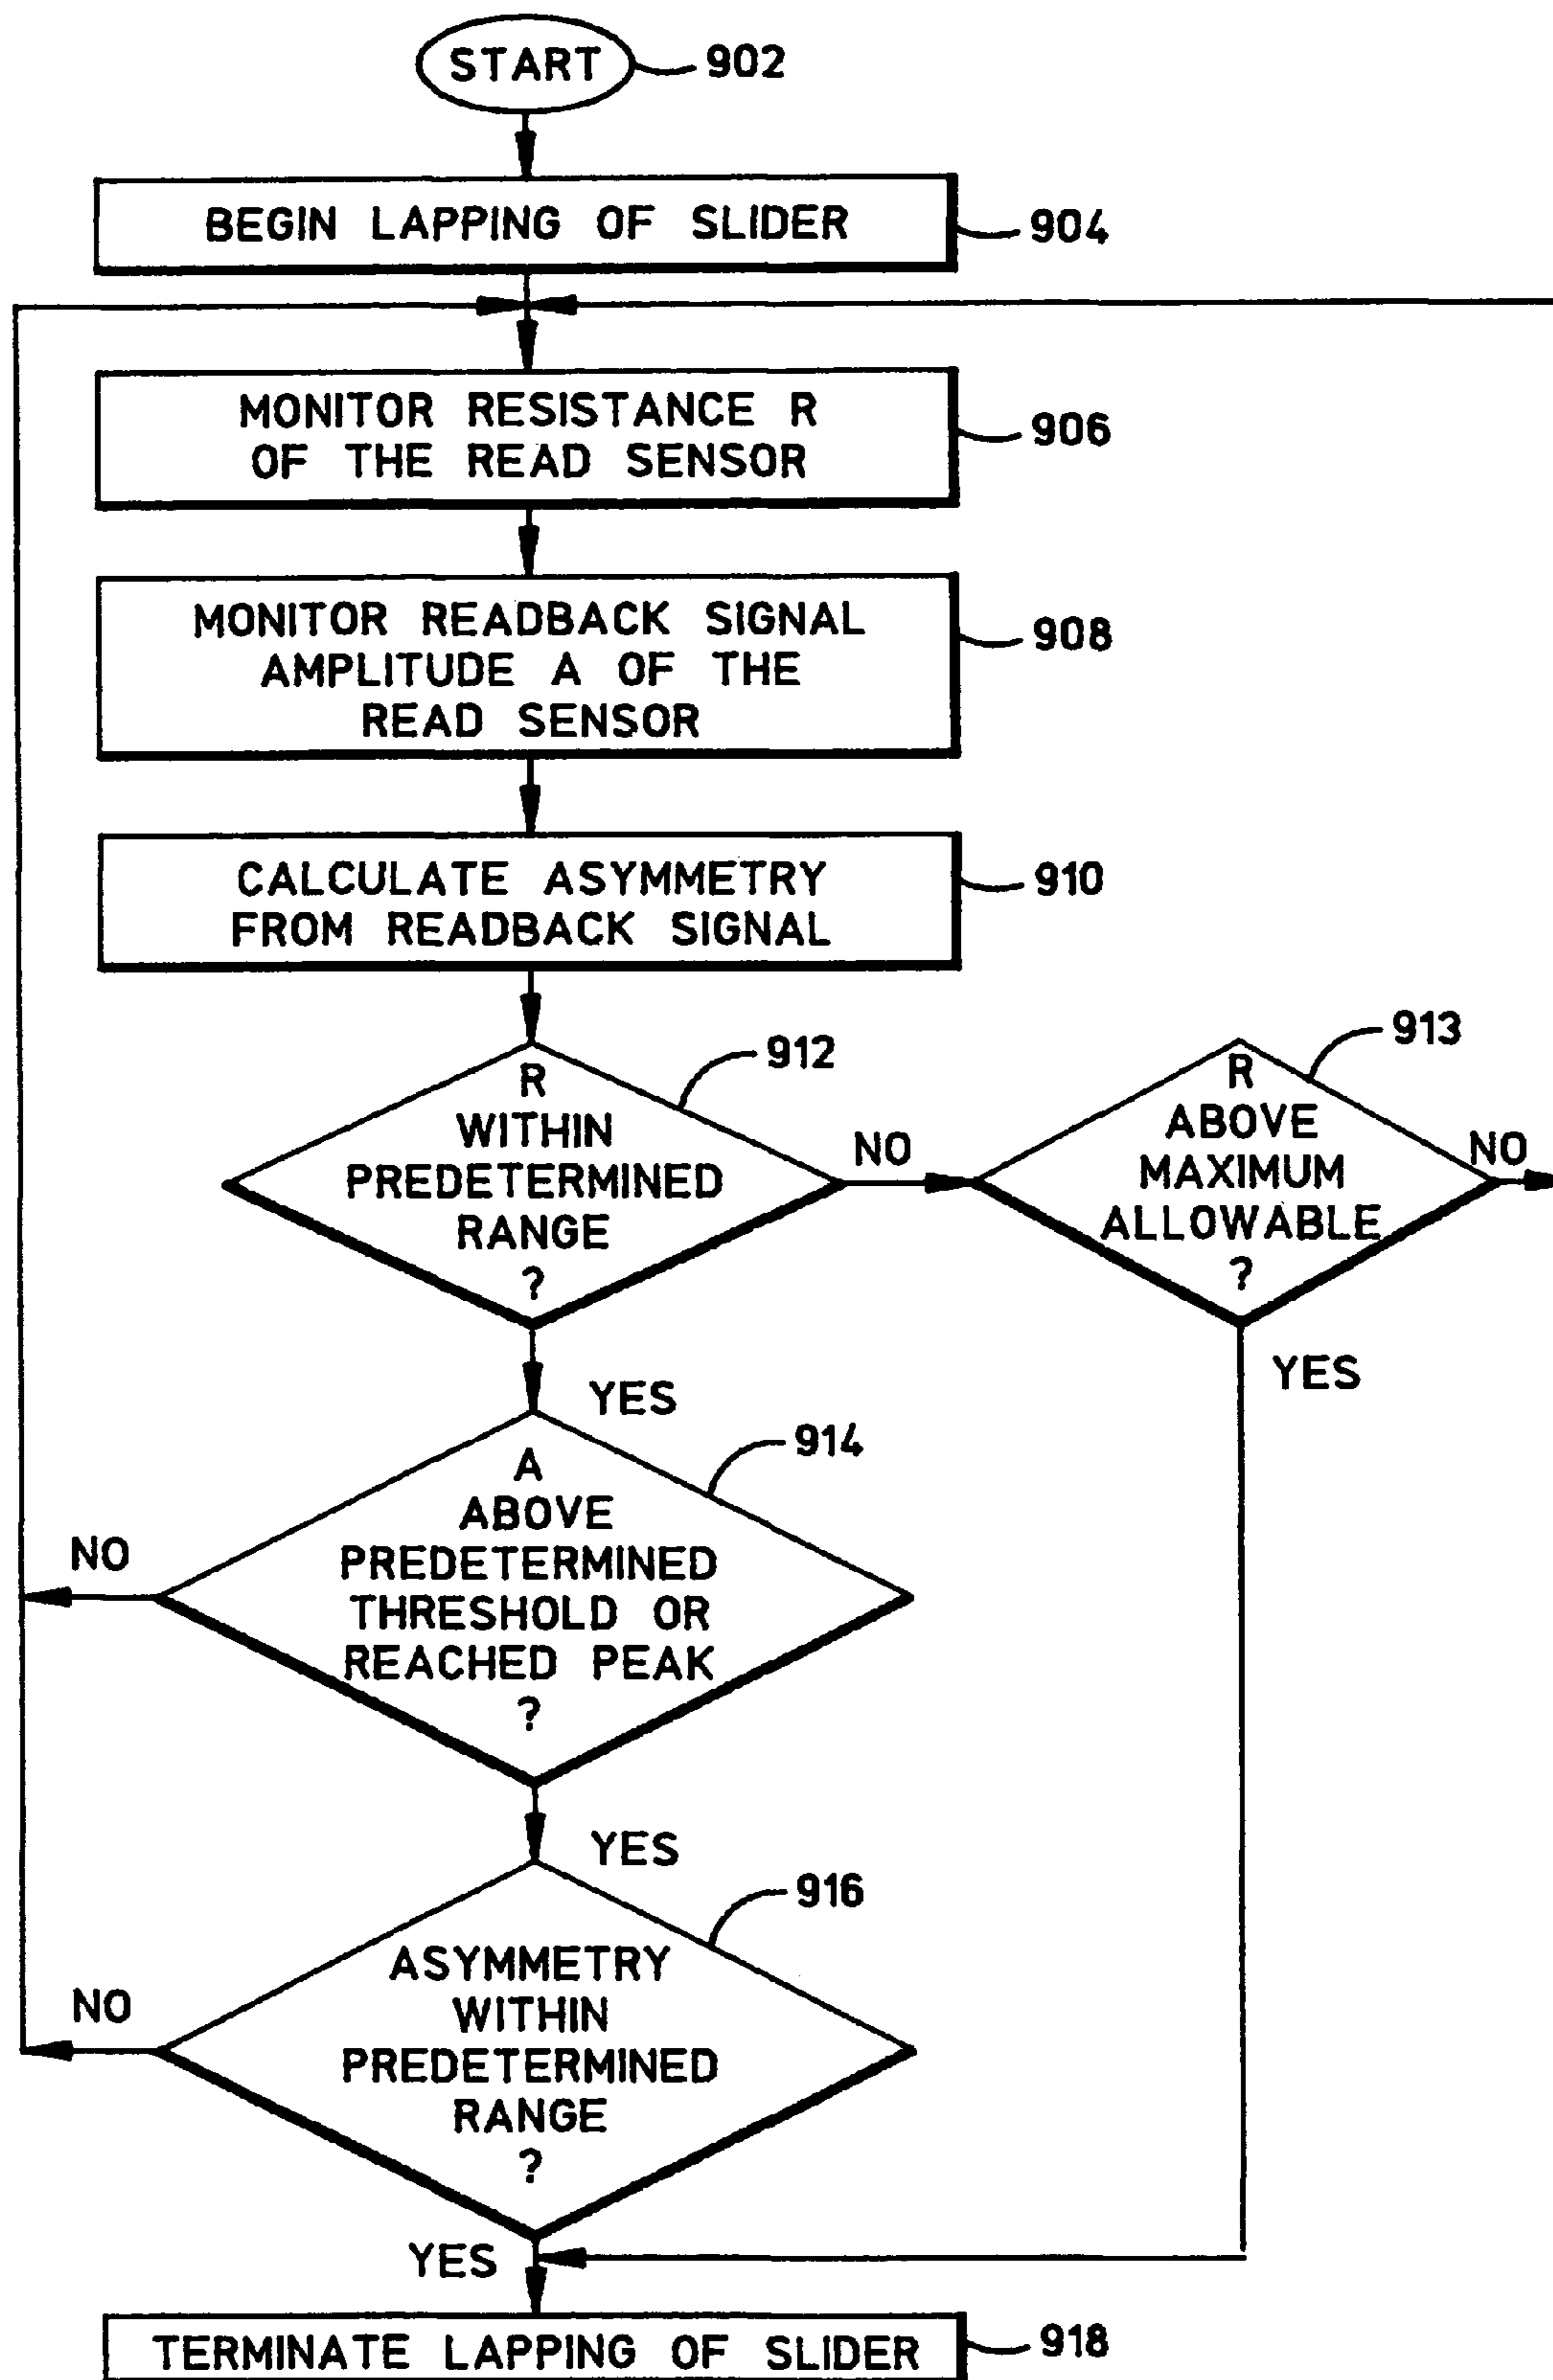 START
902
BEGIN LAPPING OF SLIDER
904
MONITOR RESISTANCE R
OF THE READ SENSOR
906
MONITOR READBACK SIGNAL
AMPLITUDE A OF THE
READ SENSOR
908
CALCULATE ASYMMETRY
FROM READBACK SIGNAL
910
R
WITHIN
PREDETERMINED
RANGE
?
912
NO
R
ABOVE
MAXIMUM
ALLOWABLE
?
913
NO
YES
YES
A
ABOVE
PREDETERMINED
THRESHOLD OR
REACHED PEAK
?
914
NO
YES
ASYMMETRY
WITHIN
PREDETERMINED
RANGE
?
916
NO
YES
TERMINATE LAPPING OF SLIDER
918